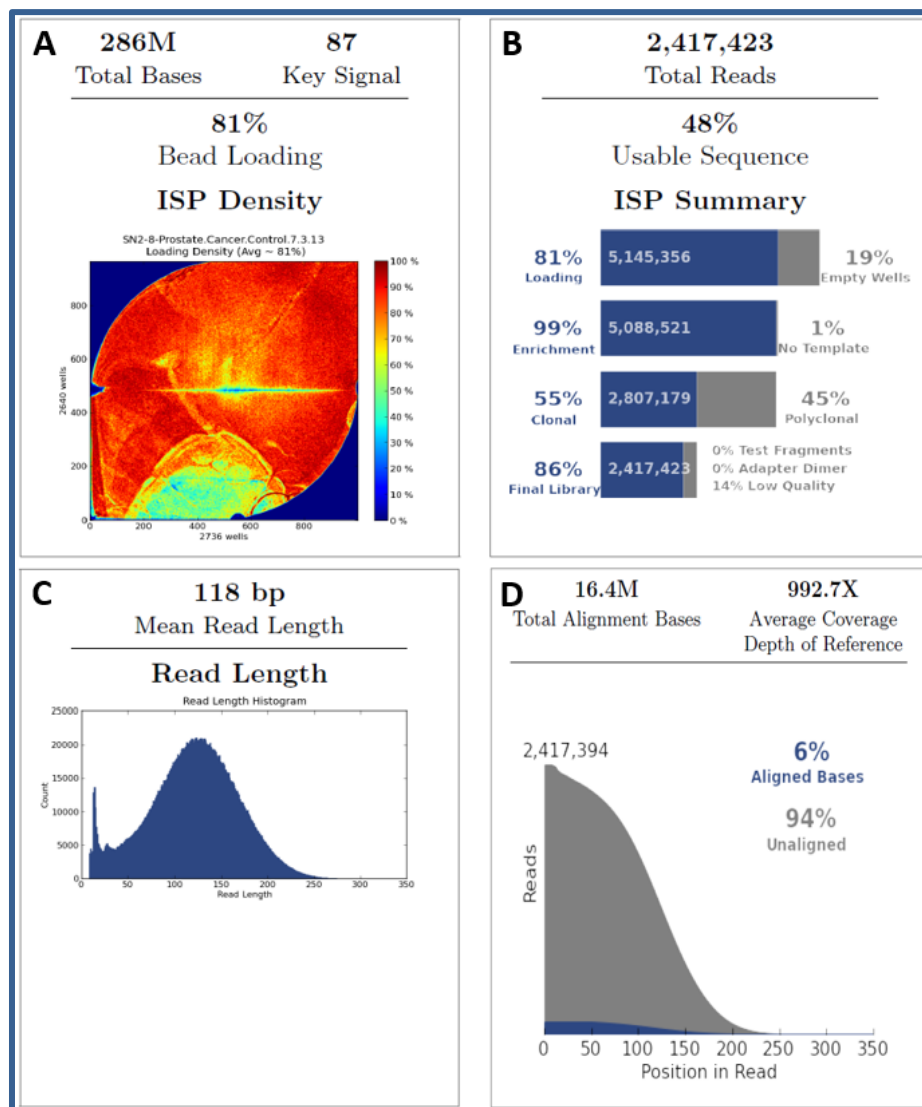 A
286M
87
Total Bases
Key Signal
81%
Bead Loading
ISP Density
SN2-8-Prostate.Cancer.Control.7.3.13
Loading Density (Avg ~ 81%)
2640 wells
800
600
400
200
0
0 200 400 600 800
2736 wells
100 %
90 %
80 %
70 %
60 %
50 %
40 %
30 %
20 %
10 %
0 %
B
2,417,423
Total Reads
48%
Usable Sequence
ISP Summary
81%
Loading
5,145,356
19%
Empty Wells
99%
Enrichment
5,088,521
1%
No Template
55%
Clonal
2,807,179
45%
Polyclonal
86%
Final Library
2,417,423
0% Test Fragments
0% Adapter Dimer
14% Low Quality
C
118 bp
Mean Read Length
Read Length
Read Length Histogram
Count
25000
20000
15000
10000
5000
0
0 50 100 150 200 250 300 350
Read Length
D
16.4M
992.7X
Total Alignment Bases
Average Coverage
Depth of Reference
2,417,394
6%
Aligned Bases
94%
Unaligned
Reads
0 50 100 150 200 250 300 350
Position in Read